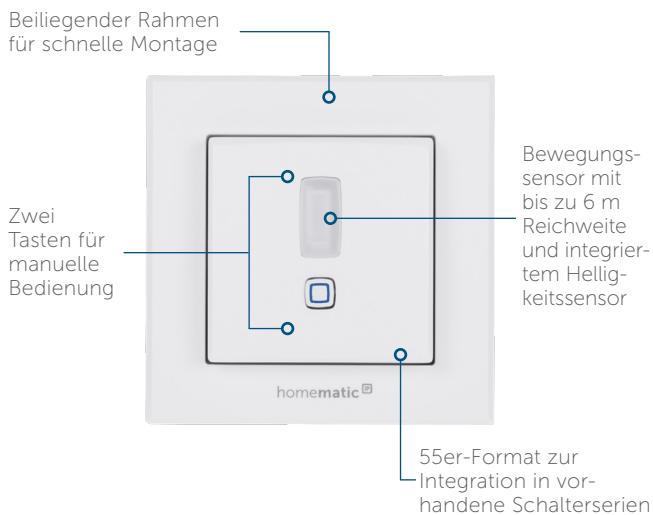 Beiliegender Rahmen
für schnelle Montage
Zwei
Tasten für
manuelle
Bedienung
Bewegungs-
sensor mit
bis zu 6 m
Reichweite
und integrier-
tem Hellig-
keitssensor
homematic IP
55er-Format zur
Integration in vor-
handene Schalterserien